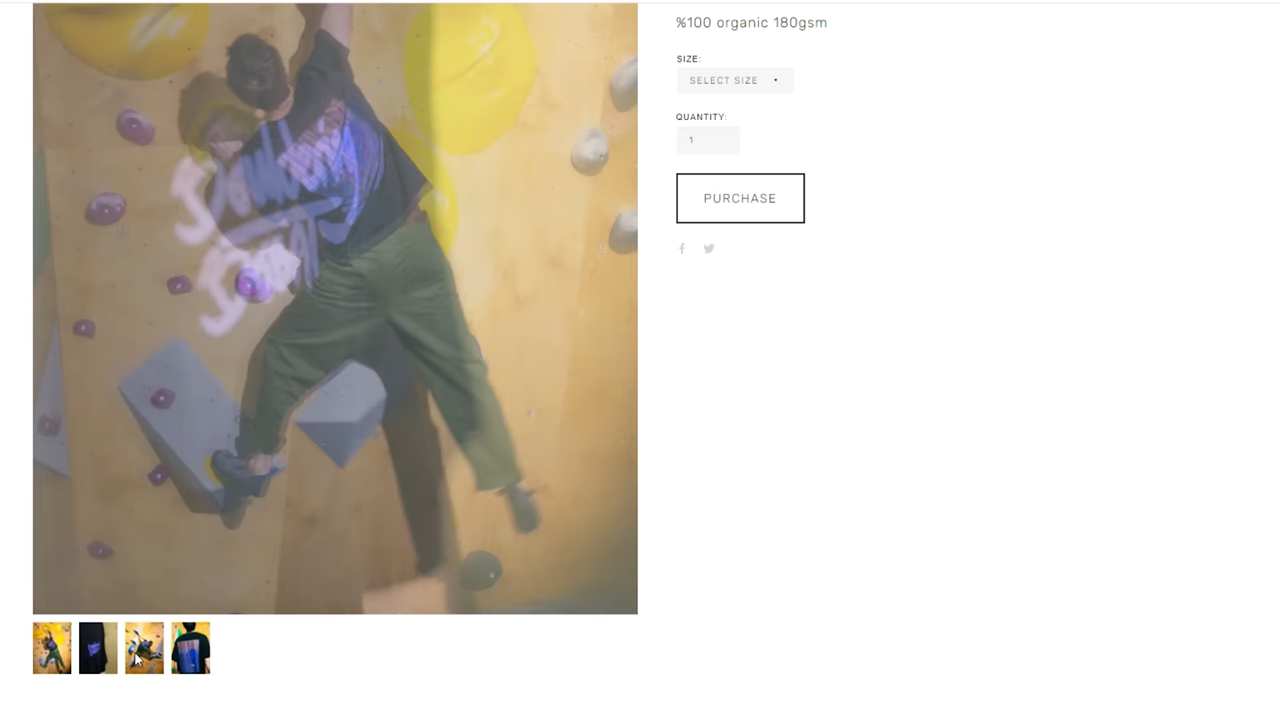 %100 organic 180gsm
SIZE:
SELECT SIZE
QUANTITY:
1
PURCHASE